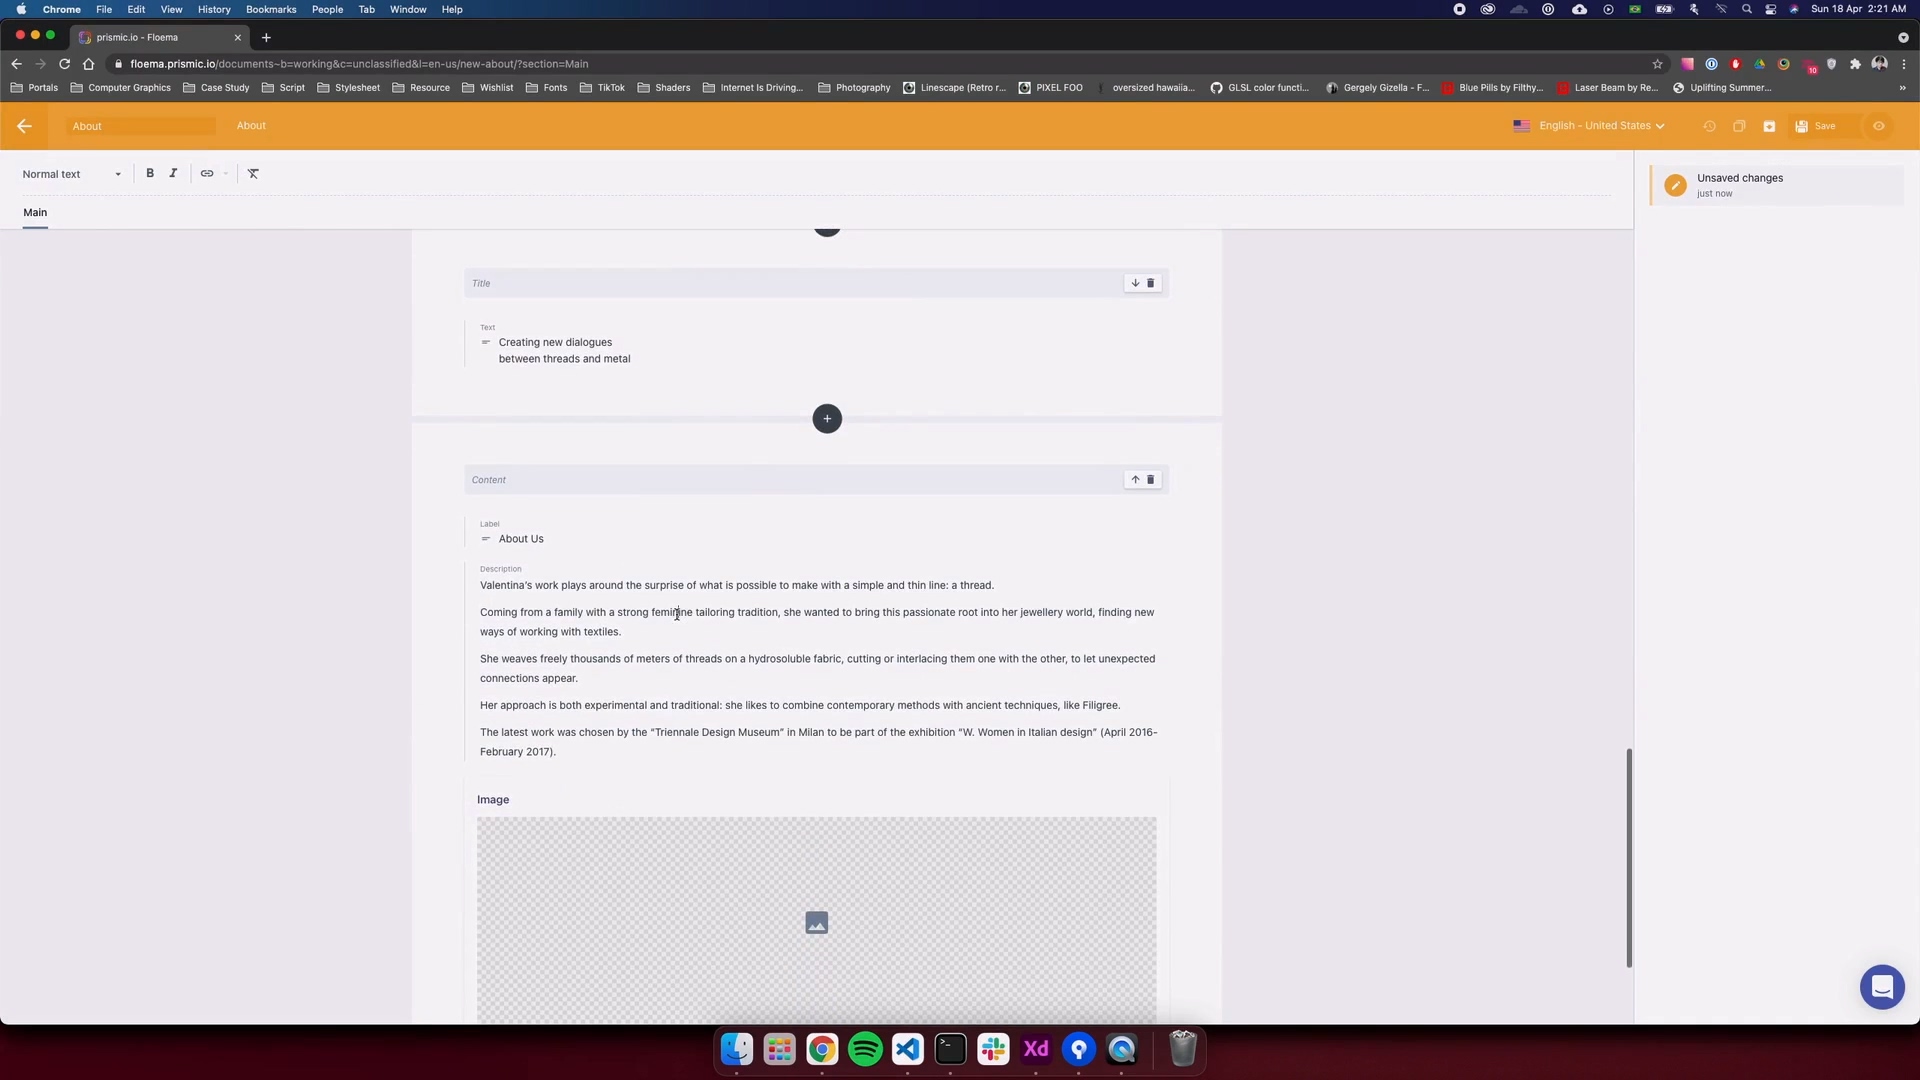 Chrome File Edit View History Bookmarks People Tab Window Help Sun 18 Apr 2:21 AM
prismic.io - Floema
floema.prismic.io/documents~b=working&c=unclassified&l=en-us/new-about/?section=Main
10
Portals Computer Graphics Case Study Script Stylesheet Resource Wishlist Fonts TikTok Shaders Internet Is Driving... Photography Linescape (Retro r... PIXEL FOO oversized hawaiia... GLSL color functi... Gergely Gizella - F... Blue Pills by Filthy... Laser Beam by Re... Uplifting Summer... »
About About English - United States Save
Normal text B I
Unsaved changes
just now
Main
Title
Text
Creating new dialogues
between threads and metal
+
Content
Label
About Us
Description
Valentina’s work plays around the surprise of what is possible to make with a simple and thin line: a thread.
Coming from a family with a strong feminine tailoring tradition, she wanted to bring this passionate root into her jewellery world, finding new
ways of working with textiles.
She weaves freely thousands of meters of threads on a hydrosoluble fabric, cutting or interlacing them one with the other, to let unexpected
connections appear.
Her approach is both experimental and traditional: she likes to combine contemporary methods with ancient techniques, like Filigree.
The latest work was chosen by the “Triennale Design Museum” in Milan to be part of the exhibition “W. Women in Italian design” (April 2016-
February 2017).
Image
Xd